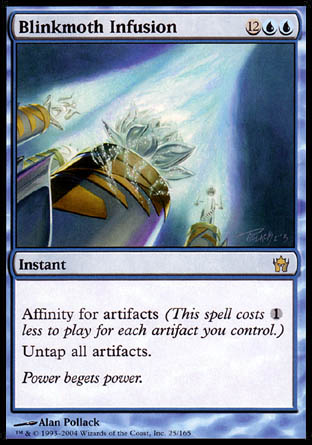 Blinkmoth Infusion 12
Instant
Affinity for artifacts (This spell costs 1
less to play for each artifact you control.)
Untap all artifacts.
Power begets power.
Alan Pollack
™ & © 1993–2004 Wizards of the Coast, Inc. 25/165